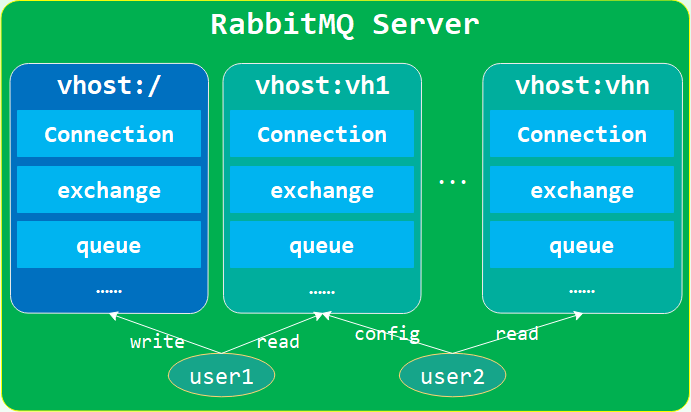 RabbitMQ Server
vhost:/
Connection
exchange
queue
……
vhost:vh1
Connection
exchange
queue
……
...
vhost:vhn
Connection
exchange
queue
……
write
read
config
read
user1
user2